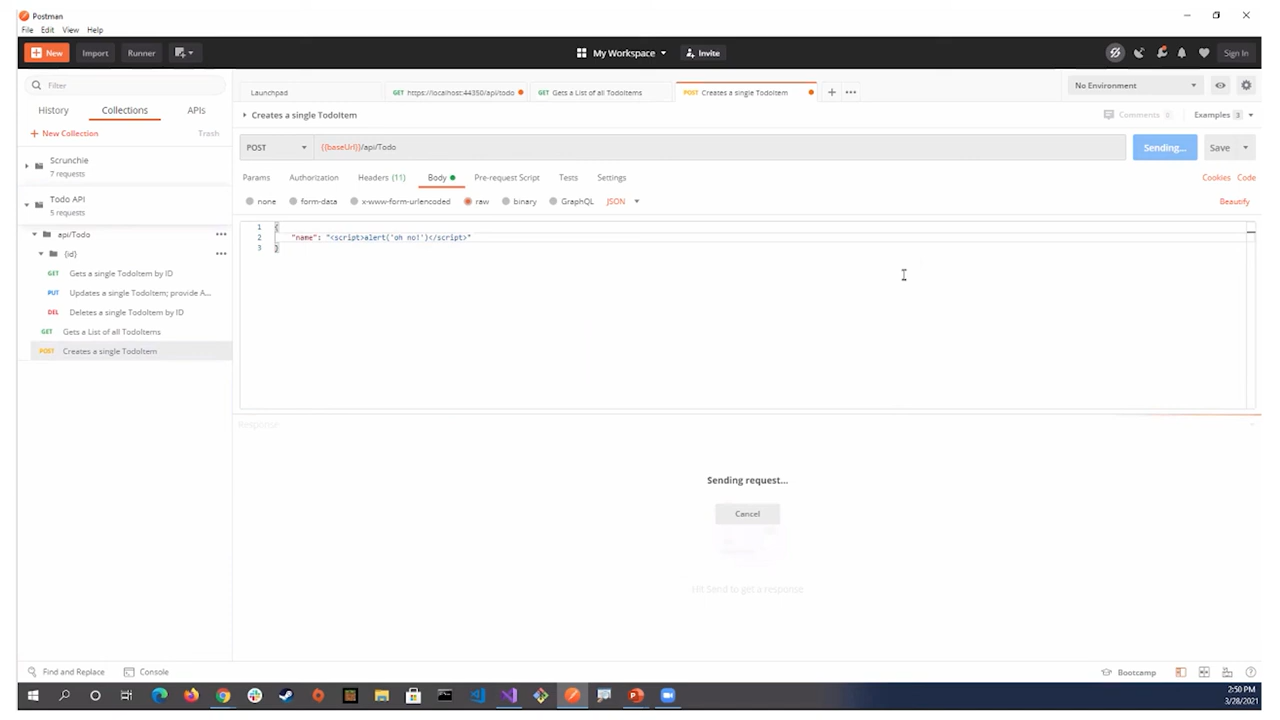 Postman
File Edit View Help
New Import Runner My Workspace Invite Sign In
Filter
History Collections APIs
+ New Collection Trash
Scrunchie
7 requests
Todo API
5 requests
api/Todo
{id}
GET Gets a single TodoItem by ID
PUT Updates a single TodoItem; provide A...
DEL Deletes a single TodoItem by ID
GET Gets a List of all TodoItems
POST Creates a single TodoItem
Launchpad GET https://localhost:44350/api/todo GET Gets a List of all TodoItems POST Creates a single TodoItem + ... No Environment
Creates a single TodoItem Comments 0 Examples 3
POST {{baseUrl}}/api/Todo Sending... Save
Params Authorization Headers (11) Body Pre-request Script Tests Settings Cookies Code
none form-data x-www-form-urlencoded raw binary GraphQL JSON Beautify
1 {
2 "name": "<script>alert('oh no!')</script>"
3 }
Response
Sending request...
Cancel
Hit Send to get a response
Find and Replace Console Bootcamp
2:50 PM
3/28/2021